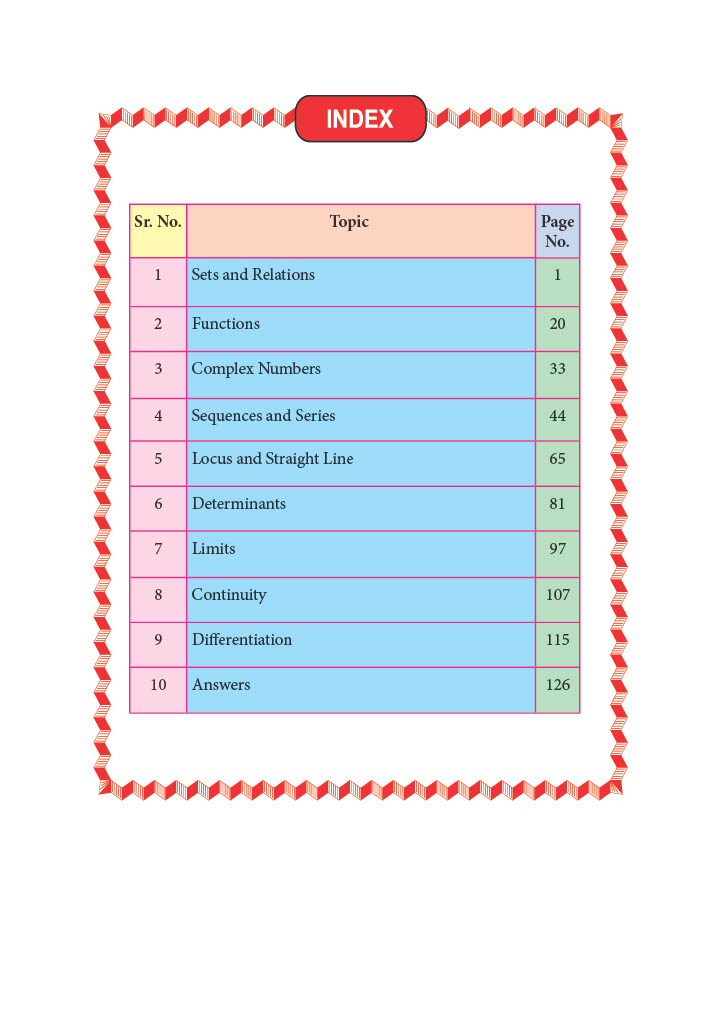 INDEX
Sr. No. Topic Page No.
1 Sets and Relations 1
2 Functions 20
3 Complex Numbers 33
4 Sequences and Series 44
5 Locus and Straight Line 65
6 Determinants 81
7 Limits 97
8 Continuity 107
9 Differentiation 115
10 Answers 126